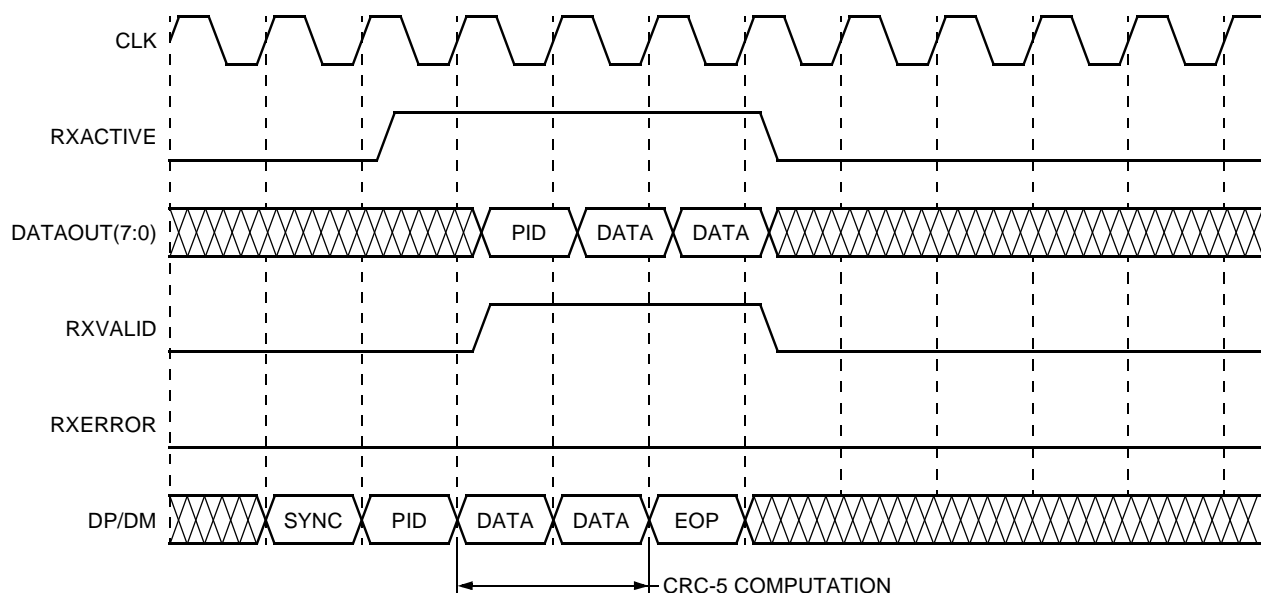 CLK
RXACTIVE
DATAOUT(7:0) PID DATA DATA
RXVALID
RXERROR
DP/DM SYNC PID DATA DATA EOP
CRC-5 COMPUTATION